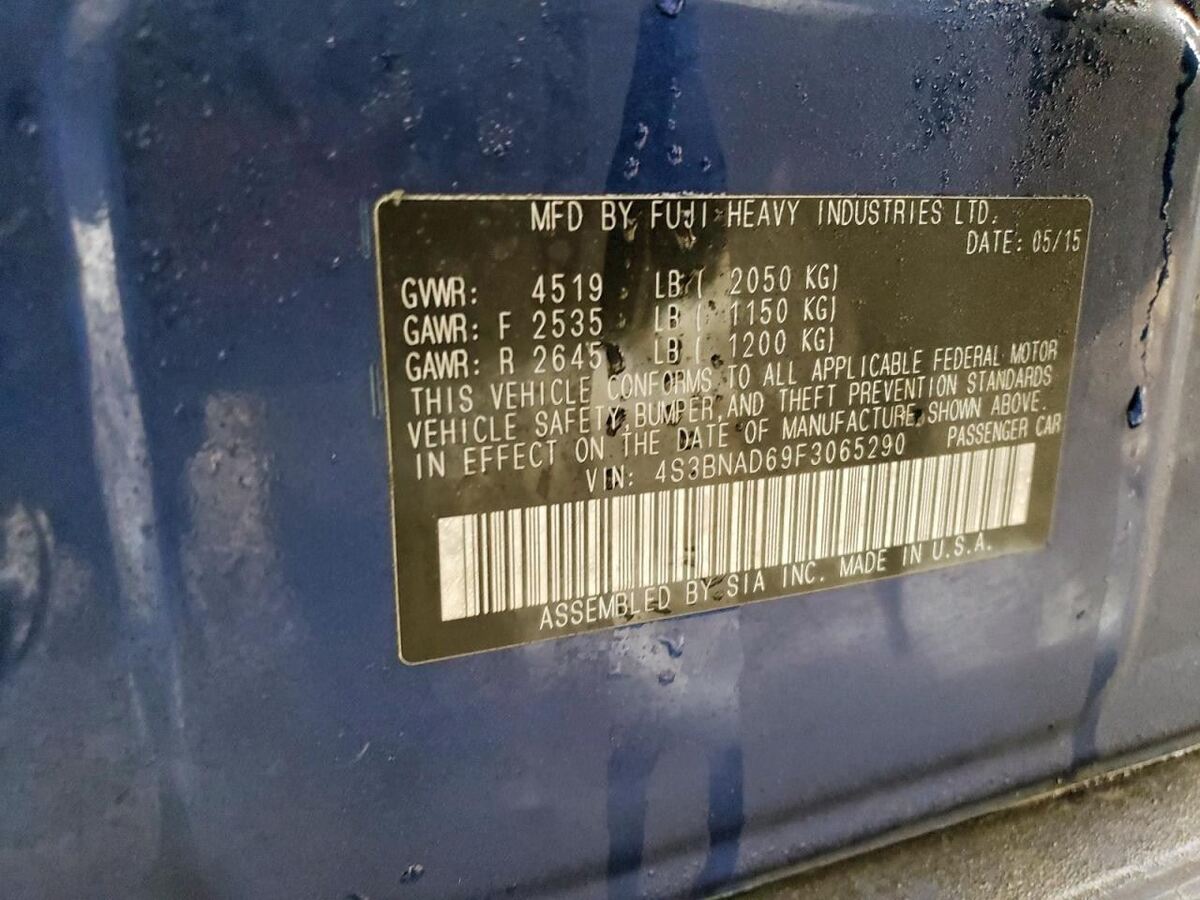 MFD BY FUJI HEAVY INDUSTRIES LTD.
DATE: 05/15
GVWR: 4519 LB ( 2050 KG)
GAWR: F 2535 LB ( 1150 KG)
GAWR: R 2645 LB ( 1200 KG)
THIS VEHICLE CONFORMS TO ALL APPLICABLE FEDERAL MOTOR
VEHICLE SAFETY, BUMPER, AND THEFT PREVENTION STANDARDS
IN EFFECT ON THE DATE OF MANUFACTURE SHOWN ABOVE.
VIN: 4S3BNAD69F3065290 PASSENGER CAR
ASSEMBLED BY SIA INC. MADE IN U.S.A.